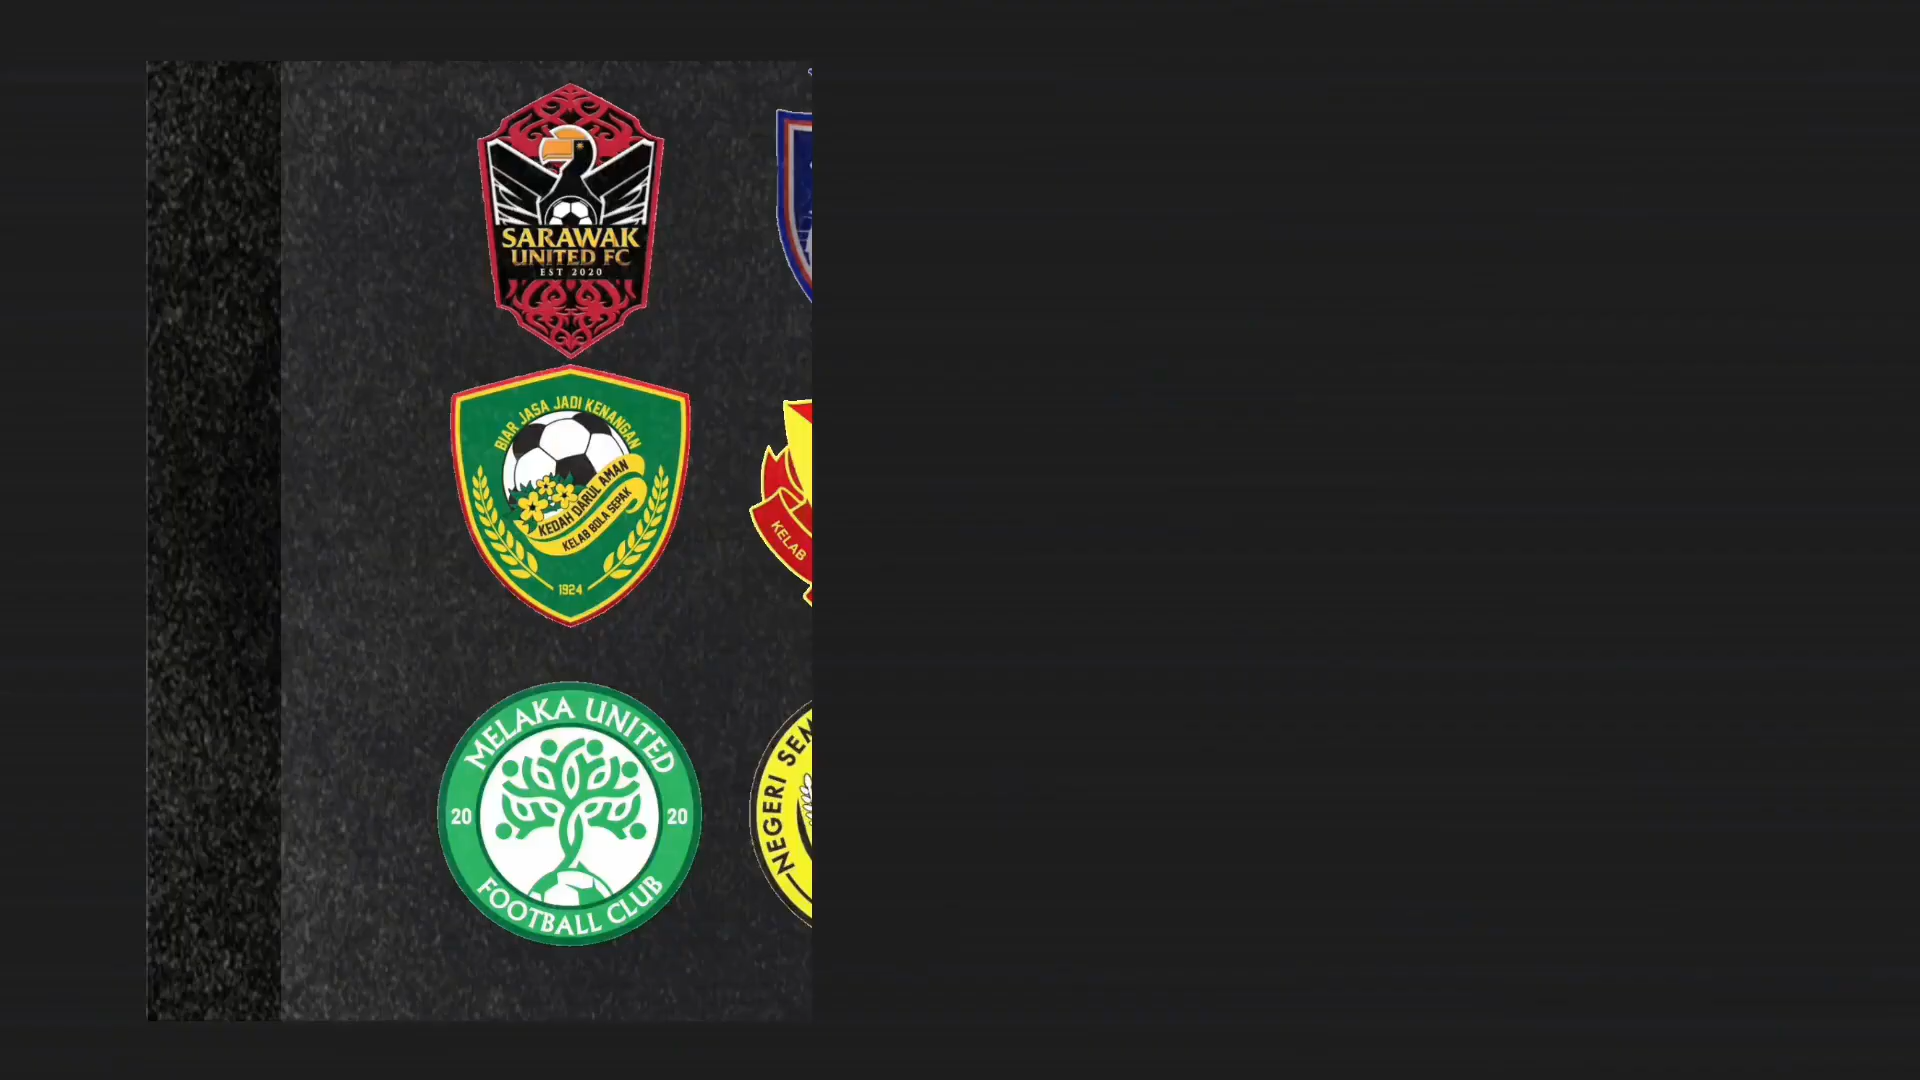 SARAWAK
UNITED FC
EST 2020
BIAR JASA JADI KENANGAN
KEDAH DARUL AMAN
KELAB BOLA SEPAK
1924
KELAB
MELAKA UNITED
20 20
FOOTBALL CLUB
NEGERI